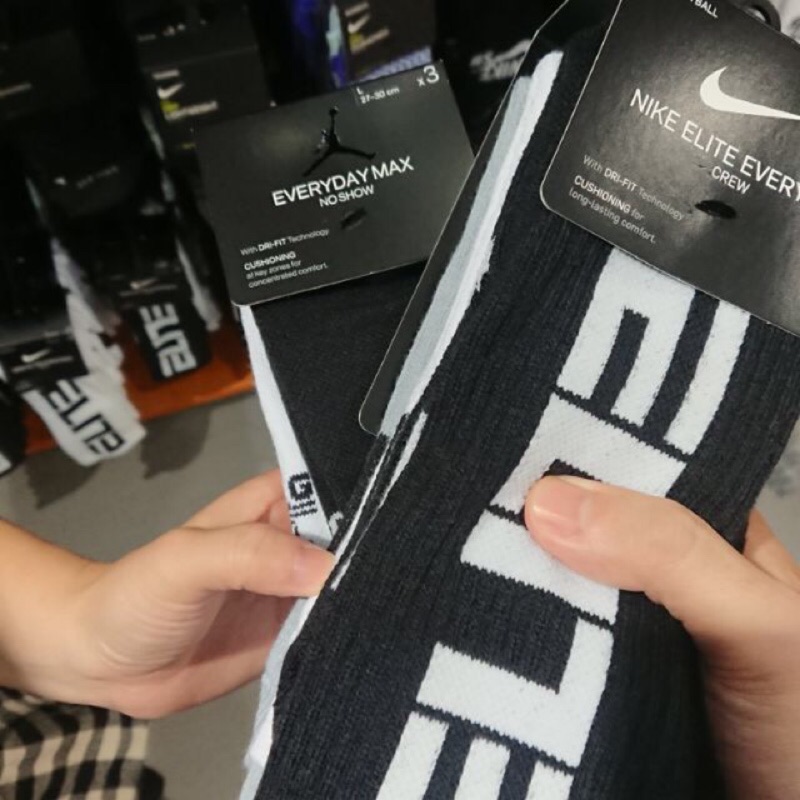 L
27-30 cm
x3
EVERYDAY MAX
NO SHOW
With DRI-FIT Technology
CUSHIONING
at key zones for
concentrated comfort.
NIKE ELITE EVERY
CREW
With DRI-FIT Technology
CUSHIONING for
long-lasting comfort.
ELITE
ELITE
ELITE